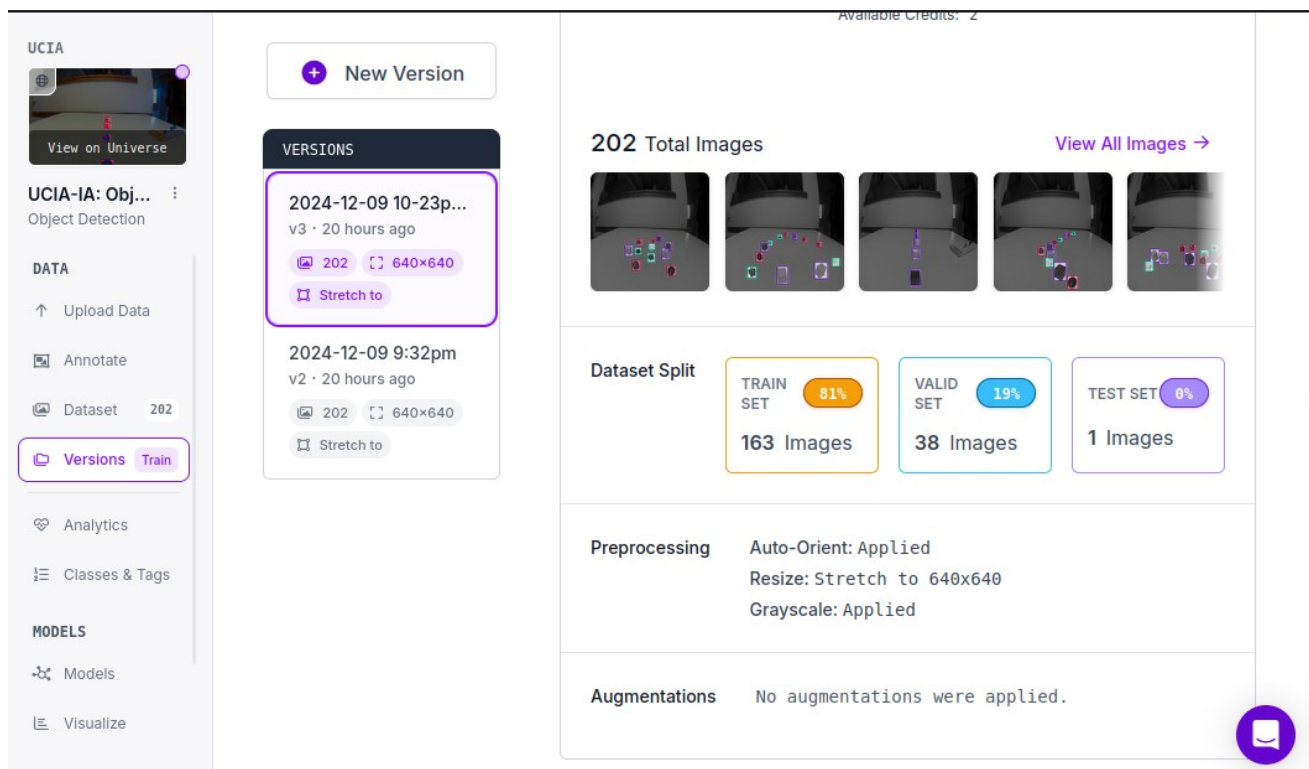 Available Credits: 2
UCIA
View on Universe
UCIA-IA: Obj...
Object Detection
DATA
Upload Data
Annotate
Dataset 202
Versions Train
Analytics
Classes & Tags
MODELS
Models
Visualize
New Version
VERSIONS
2024-12-09 10-23p...
v3 · 20 hours ago
202 640×640
Stretch to
2024-12-09 9:32pm
v2 · 20 hours ago
202 640×640
Stretch to
202 Total Images
View All Images →
Dataset Split
TRAIN SET 81%
163 Images
VALID SET 19%
38 Images
TEST SET 0%
1 Images
Preprocessing
Auto-Orient: Applied
Resize: Stretch to 640x640
Grayscale: Applied
Augmentations
No augmentations were applied.